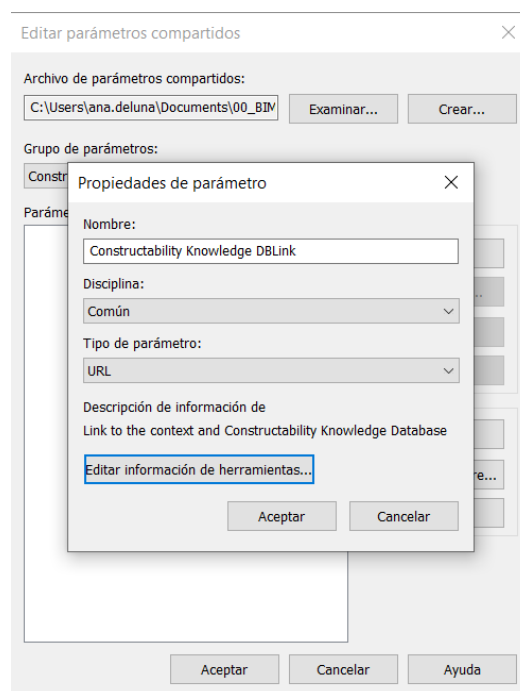 Editar parámetros compartidos
Archivo de parámetros compartidos:
C:\Users\ana.deluna\Documents\00_BIM
Examinar...
Crear...
Grupo de parámetros:
Constr
Propiedades de parámetro
Paráme
Nombre:
Constructability Knowledge DBLink
Disciplina:
Común
Tipo de parámetro:
URL
Descripción de información de
Link to the context and Constructability Knowledge Database
Editar información de herramientas...
re...
Aceptar
Cancelar
Aceptar
Cancelar
Ayuda